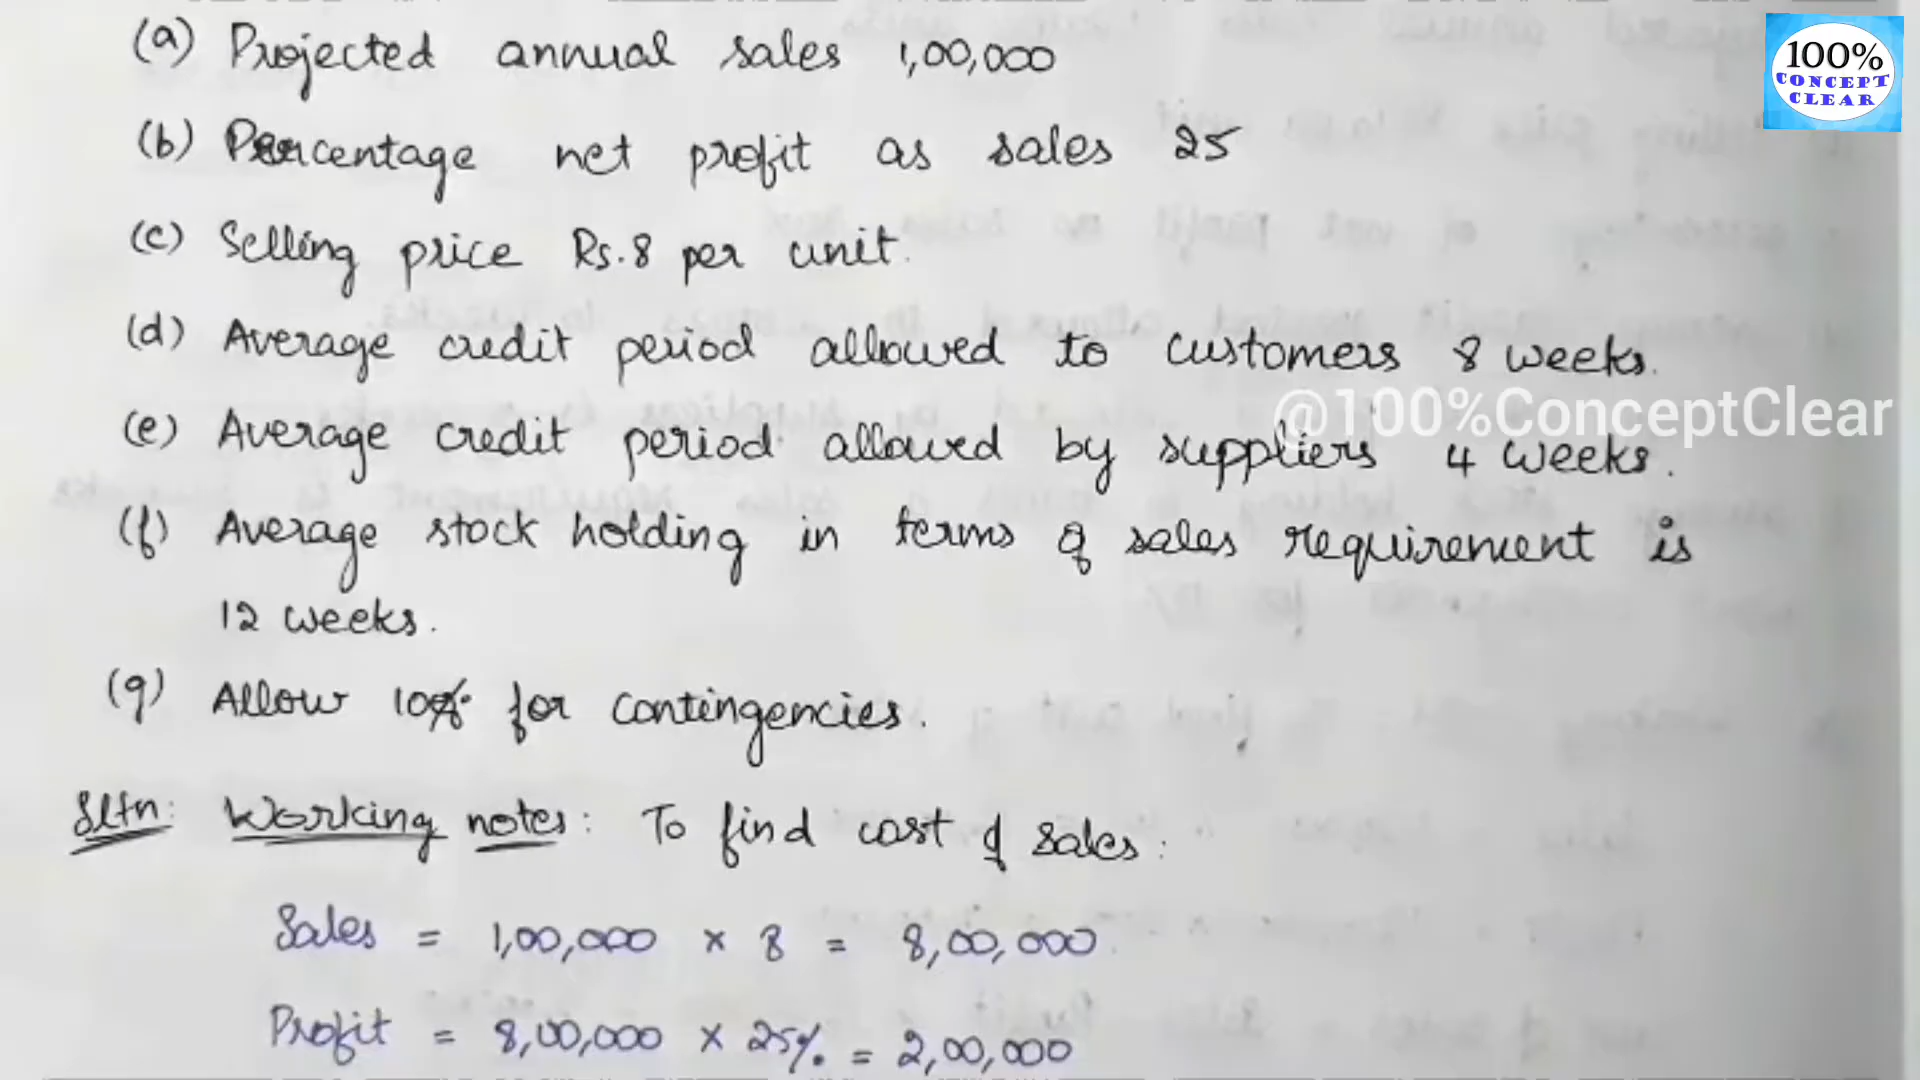 (a) Projected annual sales 1,00,000
100%
CONCEPT
CLEAR
(b) Percentage net profit as sales 25
(c) Selling price Rs.8 per unit.
(d) Average credit period allowed to customers 8 weeks.
@100%ConceptClear
(e) Average credit period allowed by suppliers 4 weeks.
(f) Average stock holding in terms of sales requirement is
12 weeks.
(g) Allow 10% for contingencies.
Sltn: Working notes: To find cost of sales:
Sales = 1,00,000 × 8 = 8,00,000
Profit = 8,00,000 × 25% = 2,00,000